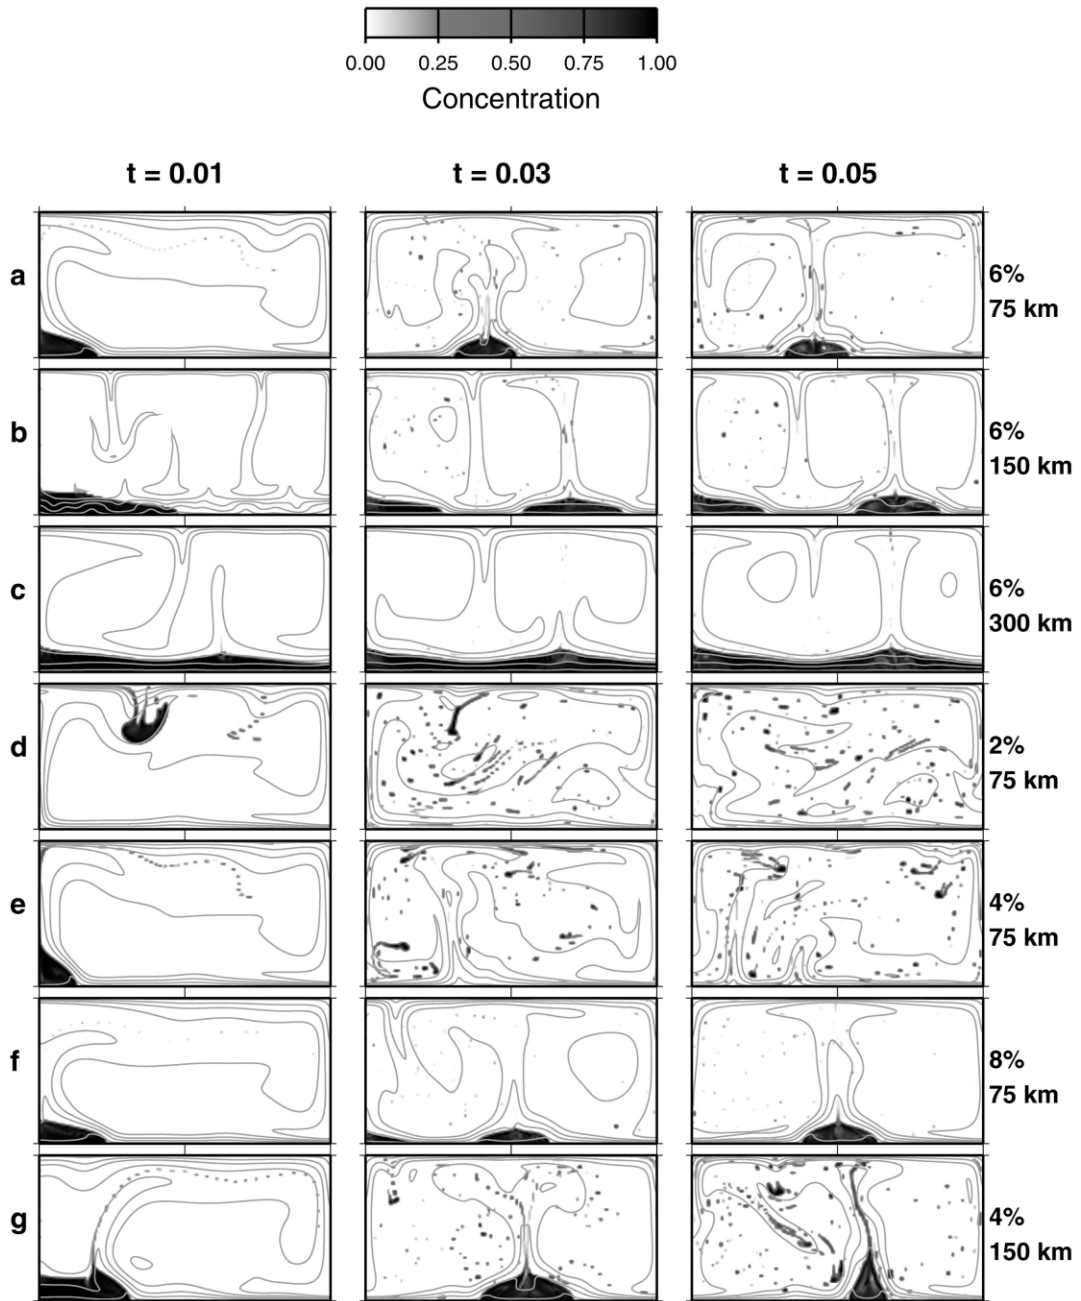 0.00 0.25 0.50 0.75 1.00
Concentration
t = 0.01 t = 0.03 t = 0.05
a
6%
75 km
b
6%
150 km
c
6%
300 km
d
2%
75 km
e
4%
75 km
f
8%
75 km
g
4%
150 km